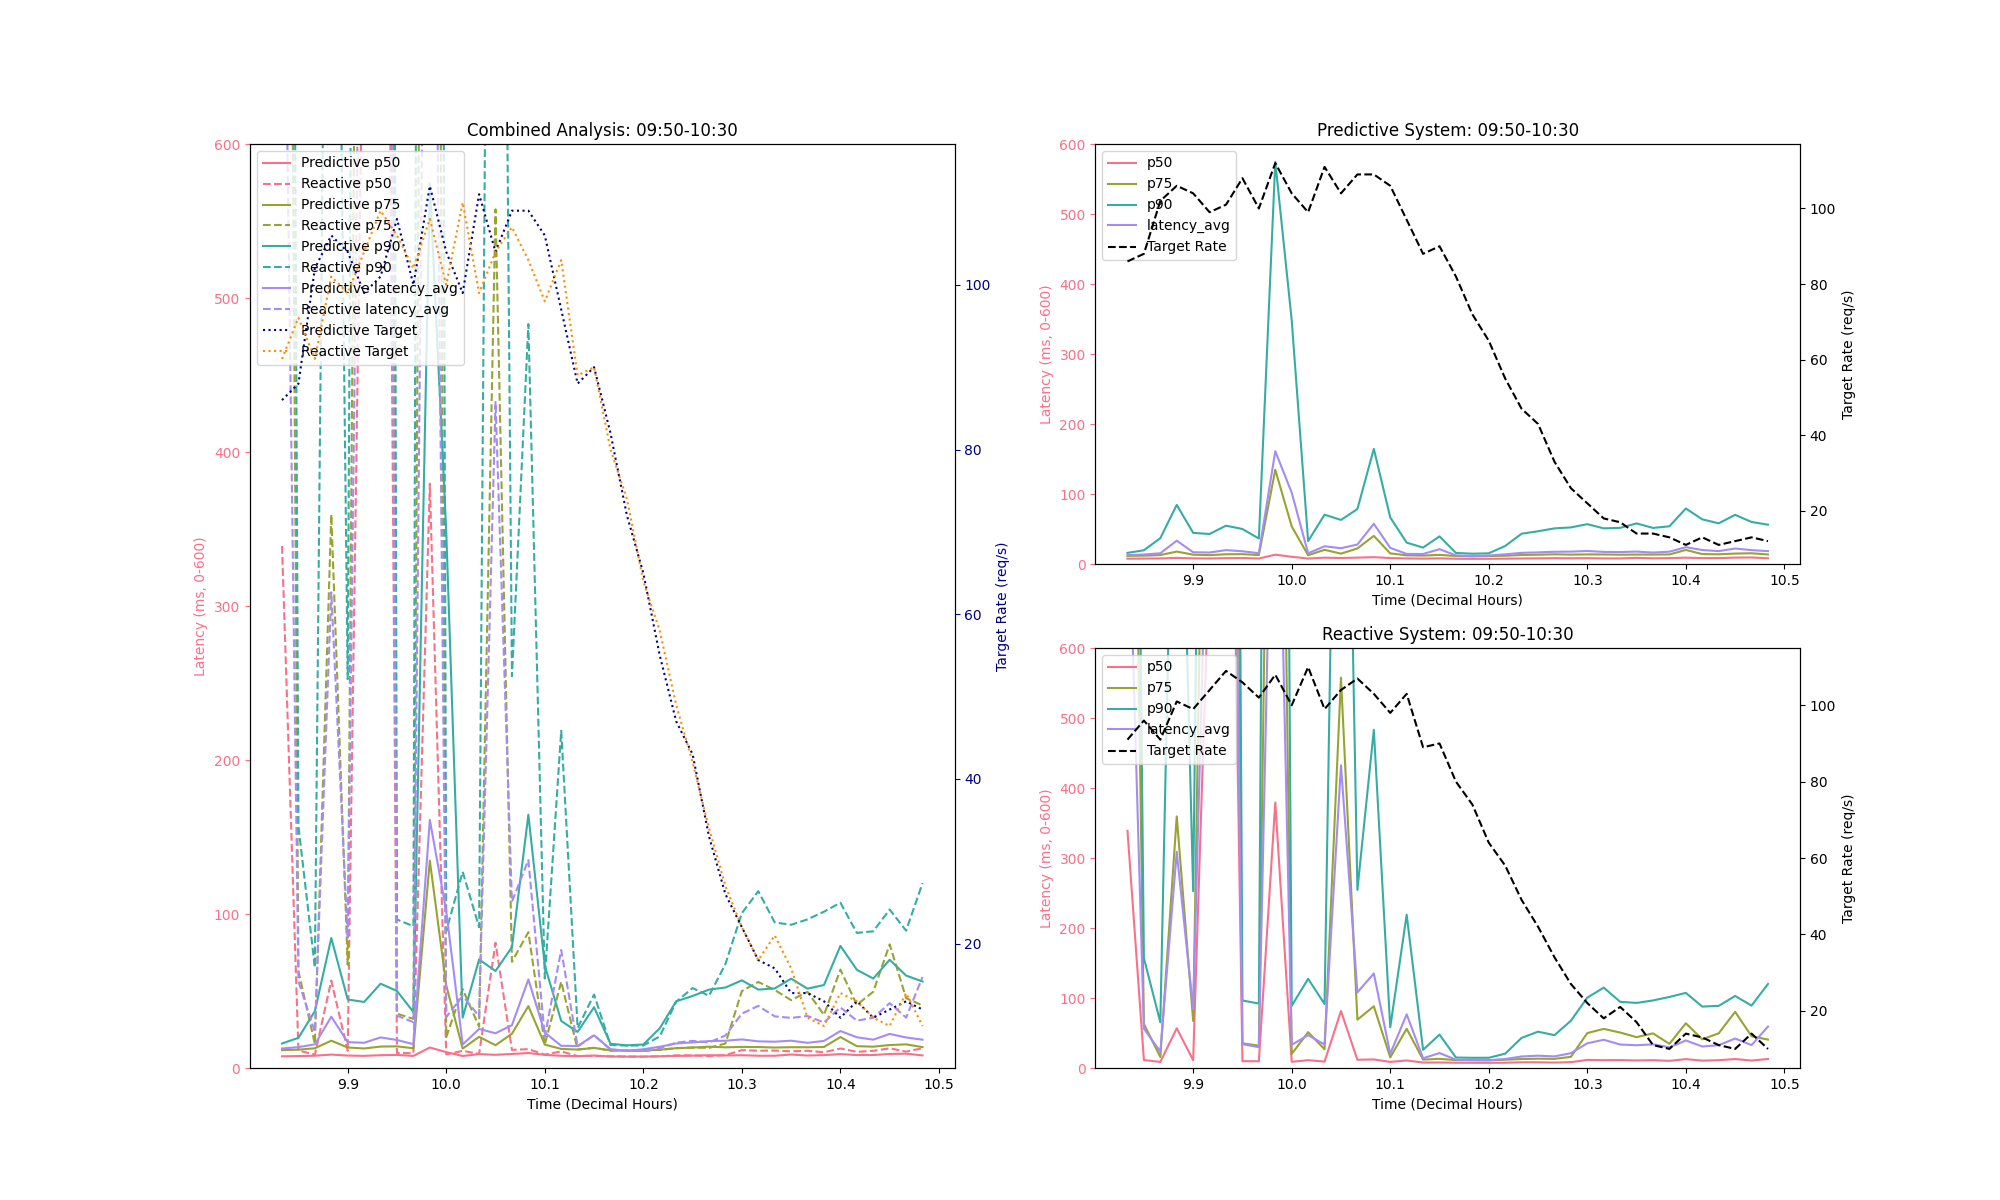 Combined Analysis: 09:50-10:30
600
500
400
300
200
100
0
Latency (ms, 0-600)
Predictive p50
Reactive p50
Predictive p75
Reactive p75
Predictive p90
Reactive p90
Predictive latency_avg
Reactive latency_avg
Predictive Target
Reactive Target
100
80
60
40
20
Target Rate (req/s)
9.9 10.0 10.1 10.2 10.3 10.4 10.5
Time (Decimal Hours)
Predictive System: 09:50-10:30
600
500
400
300
200
100
0
Latency (ms, 0-600)
p50
p75
p90
latency_avg
Target Rate
100
80
60
40
20
Target Rate (req/s)
9.9 10.0 10.1 10.2 10.3 10.4 10.5
Time (Decimal Hours)
Reactive System: 09:50-10:30
600
500
400
300
200
100
0
Latency (ms, 0-600)
p50
p75
p90
latency_avg
Target Rate
100
80
60
40
20
Target Rate (req/s)
9.9 10.0 10.1 10.2 10.3 10.4 10.5
Time (Decimal Hours)